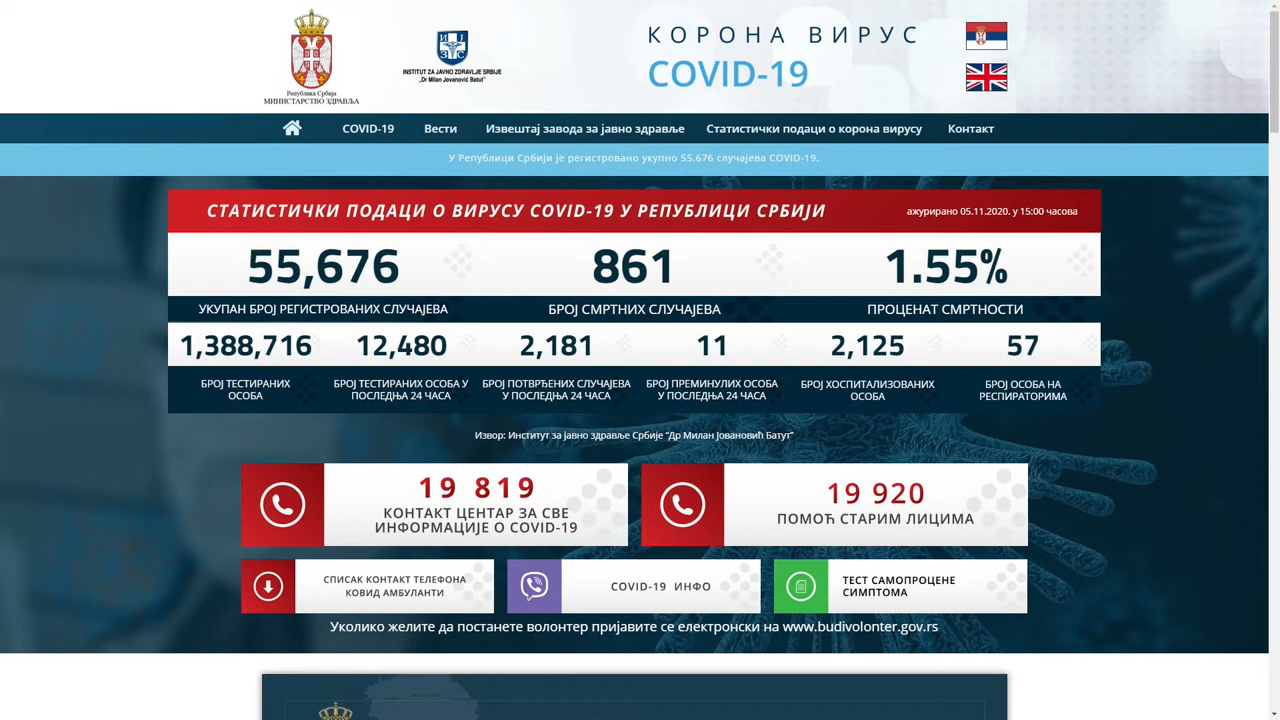 Република Србија
МИНИСТАРСТВО ЗДРАВЉА
И Ј
З С
INSTITUT ZA JAVNO ZDRAVLJE SRBIJE
„Dr Milan Jovanović Batut"
КОРОНА ВИРУС
COVID-19
COVID-19 Вести Извештај завода за јавно здравље Статистички подаци о корона вирусу Контакт
У Републици Србији је регистровано укупно 55,676 случајева COVID-19.
СТАТИСТИЧКИ ПОДАЦИ О ВИРУСУ COVID-19 У РЕПУБЛИЦИ СРБИЈИ
ажурирано 05.11.2020. у 15:00 часова
55,676 861 1.55%
УКУПАН БРОЈ РЕГИСТРОВАНИХ СЛУЧАЈЕВА БРОЈ СМРТНИХ СЛУЧАЈЕВА ПРОЦЕНАТ СМРТНОСТИ
1,388,716 12,480 2,181 11 2,125 57
БРОЈ ТЕСТИРАНИХ
ОСОБА
БРОЈ ТЕСТИРАНИХ ОСОБА У
ПОСЛЕДЊА 24 ЧАСА
БРОЈ ПОТВРЂЕНИХ СЛУЧАЈЕВА
У ПОСЛЕДЊА 24 ЧАСА
БРОЈ ПРЕМИНУЛИХ ОСОБА
У ПОСЛЕДЊА 24 ЧАСА
БРОЈ ХОСПИТАЛИЗОВАНИХ
ОСОБА
БРОЈ ОСОБА НА
РЕСПИРАТОРИМА
Извор: Институт за јавно здравље Србије “Др Милан Јовановић Батут”
19 819
КОНТАКТ ЦЕНТАР ЗА СВЕ
ИНФОРМАЦИЈЕ О COVID-19
19 920
ПОМОЋ СТАРИМ ЛИЦИМА
СПИСАК КОНТАКТ ТЕЛЕФОНА
КОВИД АМБУЛАНТИ
COVID-19 ИНФО
ТЕСТ САМОПРОЦЕНЕ
СИМПТОМА
Уколико желите да постанете волонтер пријавите се електронски на www.budivolonter.gov.rs